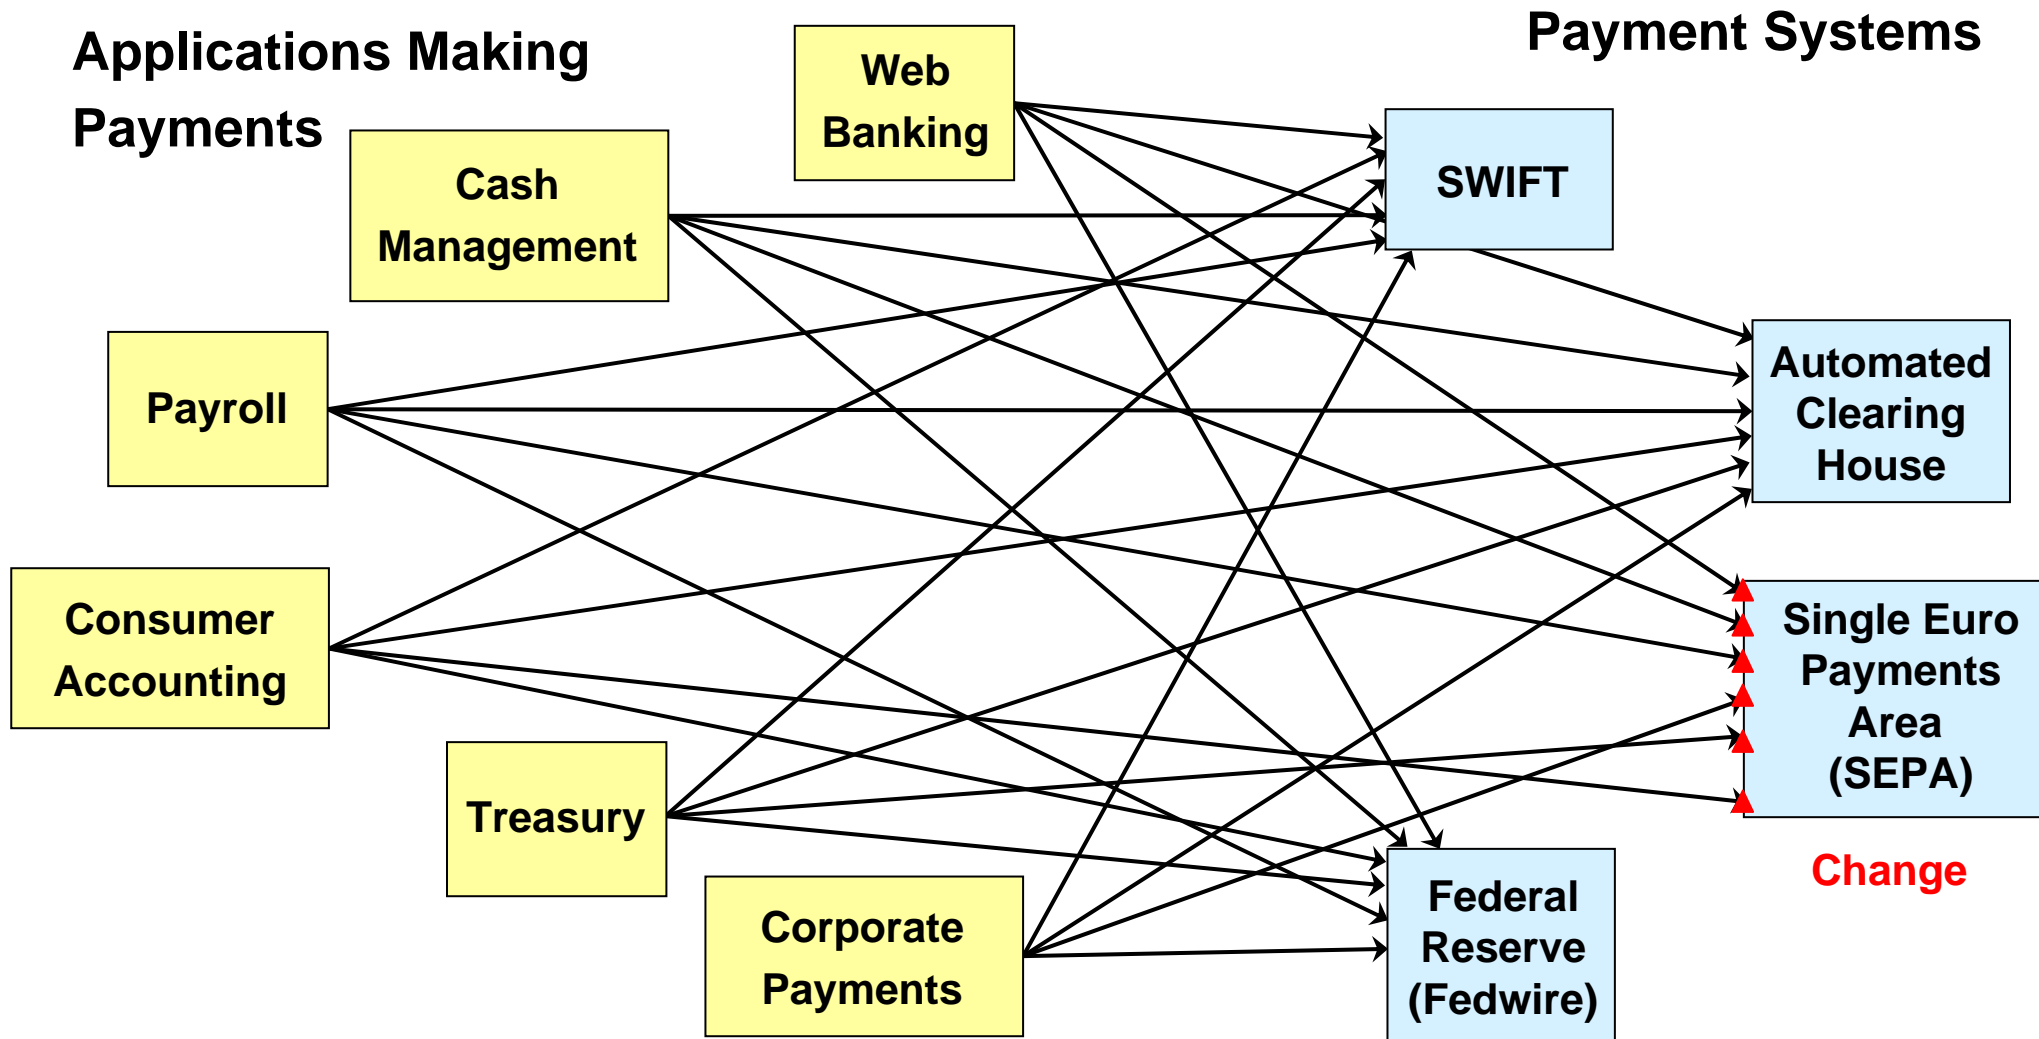 Applications Making
Payments
Payment Systems
Web
Banking
Cash
Management
SWIFT
Payroll
Automated
Clearing
House
Consumer
Accounting
Single Euro
Payments
Area
(SEPA)
Treasury
Change
Corporate
Payments
Federal
Reserve
(Fedwire)